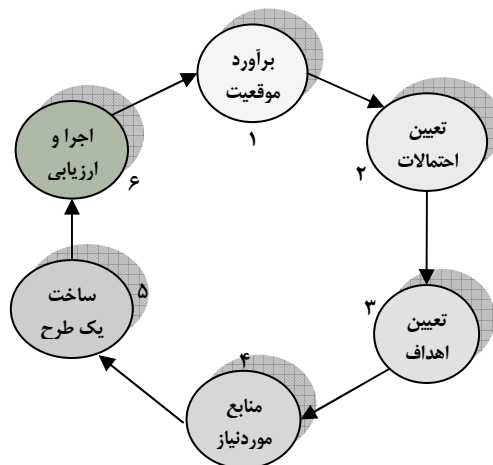 برآورد
موقعیت
۱
تعیین
احتمالات
۲
تعیین
اهداف
۳
منابع
موردنیاز
۴
ساخت
یک طرح
۵
اجرا و
ارزیابی
۶